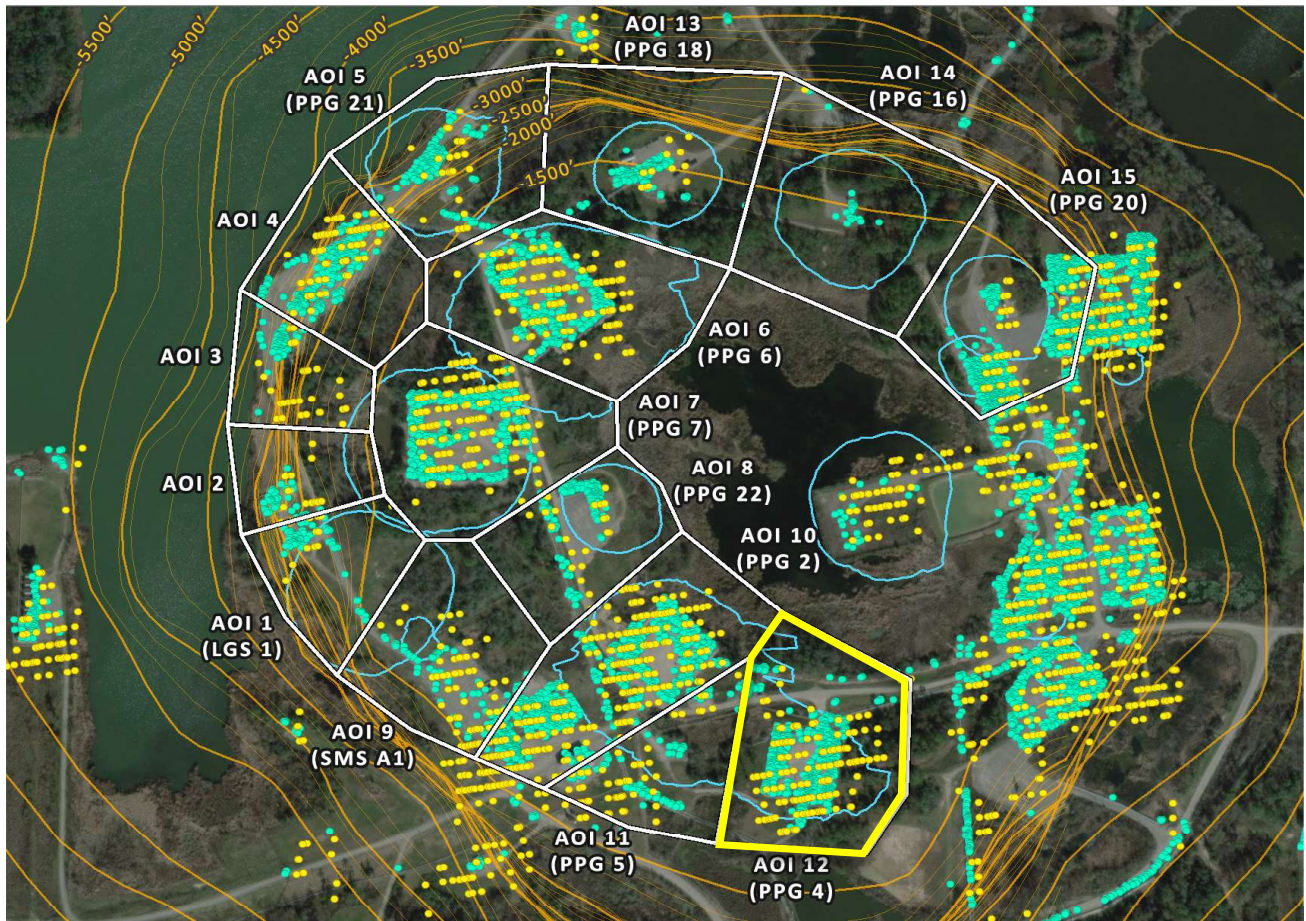 -5500'
-5000'
-4500'
-4000'
-3500'
-3000'
-2500'
-2000'
-1500'
AOI 13
(PPG 18)
AOI 5
(PPG 21)
AOI 14
(PPG 16)
AOI 15
(PPG 20)
AOI 4
AOI 3
AOI 6
(PPG 6)
AOI 7
(PPG 7)
AOI 2
AOI 8
(PPG 22)
AOI 10
(PPG 2)
AOI 1
(LGS 1)
AOI 9
(SMS A1)
AOI 11
(PPG 5)
AOI 12
(PPG 4)